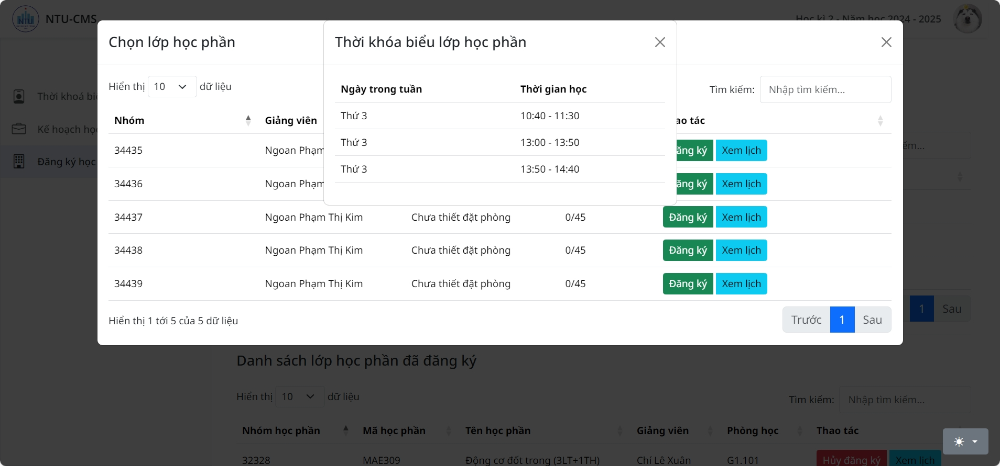 NTU
NTU-CMS
Học kì 2 - Năm học 2024 - 2025
Chọn lớp học phần
Thời khóa biểu lớp học phần
Hiển thị 10 dữ liệu
Tìm kiếm: Nhập tìm kiếm...
Ngày trong tuần Thời gian học
Thứ 3 10:40 - 11:30
Thứ 3 13:00 - 13:50
Thứ 3 13:50 - 14:40
Thời khoá
Kế hoạch
Đăng ký học
Nhóm Giảng viên ao tác
34435 Ngoan Phạm ăng ký Xem lịch
34436 Ngoan Phạm ăng ký Xem lịch
34437 Ngoan Phạm Thị Kim Chưa thiết đặt phòng 0/45 Đăng ký Xem lịch
34438 Ngoan Phạm Thị Kim Chưa thiết đặt phòng 0/45 Đăng ký Xem lịch
34439 Ngoan Phạm Thị Kim Chưa thiết đặt phòng 0/45 Đăng ký Xem lịch
Hiển thị 1 tới 5 của 5 dữ liệu
Trước 1 Sau
1 Sau
Danh sách lớp học phần đã đăng ký
Hiển thị 10 dữ liệu
Tìm kiếm: Nhập tìm kiếm...
Nhóm học phần Mã học phần Tên học phần Giảng viên Phòng học Thao tác
32328 MAE309 Động cơ đốt trong (3LT+1TH) Chí Lê Xuân G1.101 Hủy đăng ký Xem lịch